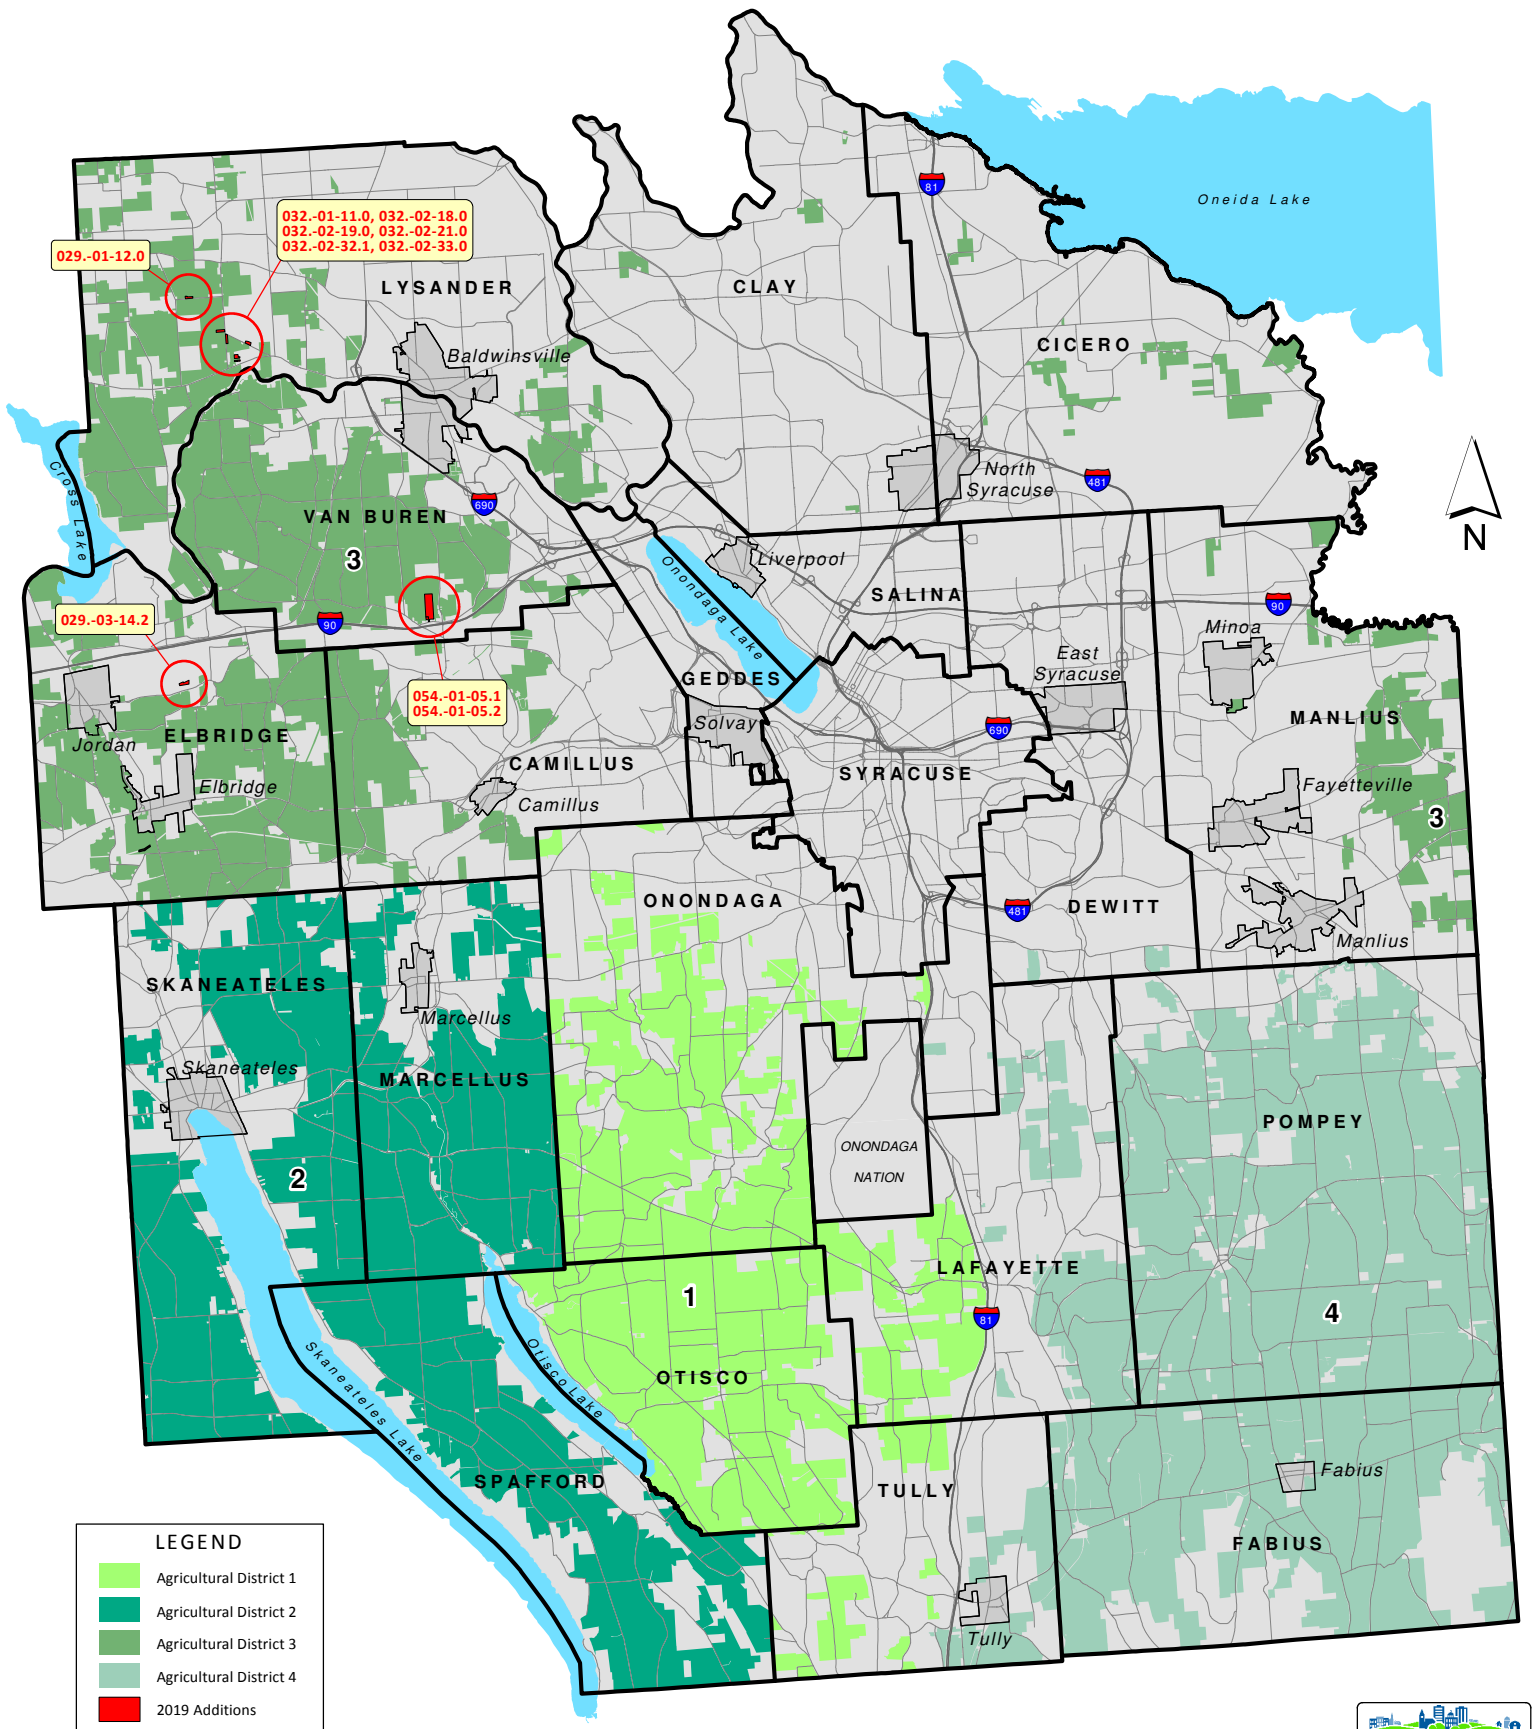 81
Oneida Lake
032.-01-11.0, 032.-02-18.0
032.-02-19.0, 032.-02-21.0
032.-02-32.1, 032.-02-33.0
029.-01-12.0
LYSANDER
CLAY
CICERO
Baldwinsville
North
Syracuse
481
Cross Lake
690
VAN BUREN
3
N
Liverpool
Onondaga Lake
SALINA
90
029.-03-14.2
90
Minoa
East
Syracuse
054.-01-05.1
054.-01-05.2
GEDDES
Solvay
690
MANLIUS
Jordan
ELBRIDGE
CAMILLUS
SYRACUSE
Elbridge
Camillus
Fayetteville
3
ONONDAGA
481
DEWITT
Manlius
SKANEATELES
Marcellus
Skaneateles
MARCELLUS
POMPEY
ONONDAGA
NATION
2
LAFAYETTE
1
81
4
Skaneateles Lake
Otisco Lake
OTISCO
SPAFFORD
TULLY
Fabius
FABIUS
Tully
LEGEND
Agricultural District 1
Agricultural District 2
Agricultural District 3
Agricultural District 4
2019 Additions